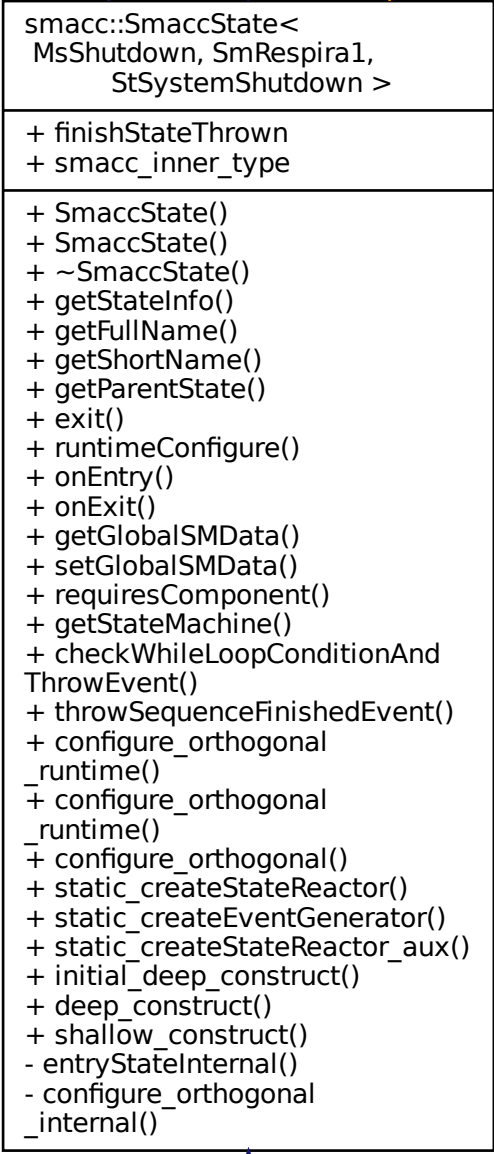 smacc::SmaccState<
MsShutdown, SmRespira1,
StSystemShutdown >
+ finishStateThrown
+ smacc_inner_type
+ SmaccState()
+ SmaccState()
+ ~SmaccState()
+ getStateInfo()
+ getFullName()
+ getShortName()
+ getParentState()
+ exit()
+ runtimeConfigure()
+ onEntry()
+ onExit()
+ getGlobalSMData()
+ setGlobalSMData()
+ requiresComponent()
+ getStateMachine()
+ checkWhileLoopConditionAnd
ThrowEvent()
+ throwSequenceFinishedEvent()
+ configure_orthogonal
_runtime()
+ configure_orthogonal
_runtime()
+ configure_orthogonal()
+ static_createStateReactor()
+ static_createEventGenerator()
+ static_createStateReactor_aux()
+ initial_deep_construct()
+ deep_construct()
+ shallow_construct()
- entryStateInternal()
- configure_orthogonal
_internal()